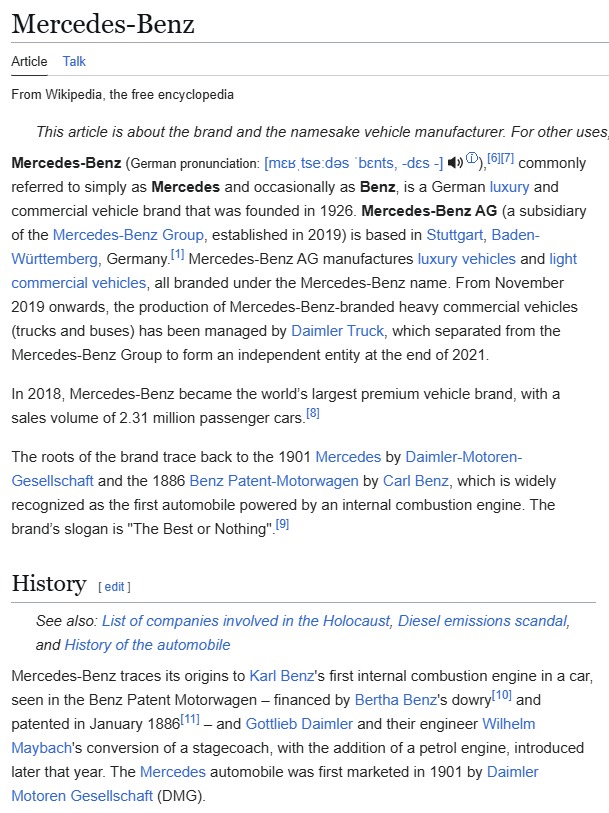 Mercedes-Benz
Article Talk
From Wikipedia, the free encyclopedia
This article is about the brand and the namesake vehicle manufacturer. For other uses,
Mercedes-Benz (German pronunciation: [mɛʁˌtseːdəs ˈbɛnts, -dɛs -] ⓘ),[6][7] commonly
referred to simply as Mercedes and occasionally as Benz, is a German luxury and
commercial vehicle brand that was founded in 1926. Mercedes-Benz AG (a subsidiary
of the Mercedes-Benz Group, established in 2019) is based in Stuttgart, Baden-
Württemberg, Germany.[1] Mercedes-Benz AG manufactures luxury vehicles and light
commercial vehicles, all branded under the Mercedes-Benz name. From November
2019 onwards, the production of Mercedes-Benz-branded heavy commercial vehicles
(trucks and buses) has been managed by Daimler Truck, which separated from the
Mercedes-Benz Group to form an independent entity at the end of 2021.
In 2018, Mercedes-Benz became the world’s largest premium vehicle brand, with a
sales volume of 2.31 million passenger cars.[8]
The roots of the brand trace back to the 1901 Mercedes by Daimler-Motoren-
Gesellschaft and the 1886 Benz Patent-Motorwagen by Carl Benz, which is widely
recognized as the first automobile powered by an internal combustion engine. The
brand’s slogan is "The Best or Nothing".[9]
History [ edit ]
See also: List of companies involved in the Holocaust, Diesel emissions scandal,
and History of the automobile
Mercedes-Benz traces its origins to Karl Benz's first internal combustion engine in a car,
seen in the Benz Patent Motorwagen – financed by Bertha Benz's dowry[10] and
patented in January 1886[11] – and Gottlieb Daimler and their engineer Wilhelm
Maybach's conversion of a stagecoach, with the addition of a petrol engine, introduced
later that year. The Mercedes automobile was first marketed in 1901 by Daimler
Motoren Gesellschaft (DMG).